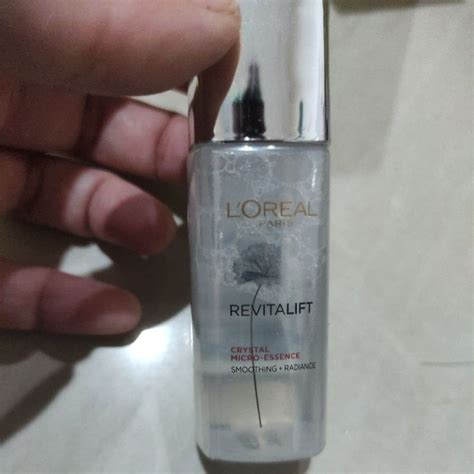 L'ORÉAL
PARIS
REVITALIFT
CRYSTAL
MICRO-ESSENCE
SMOOTHING + RADIANCE